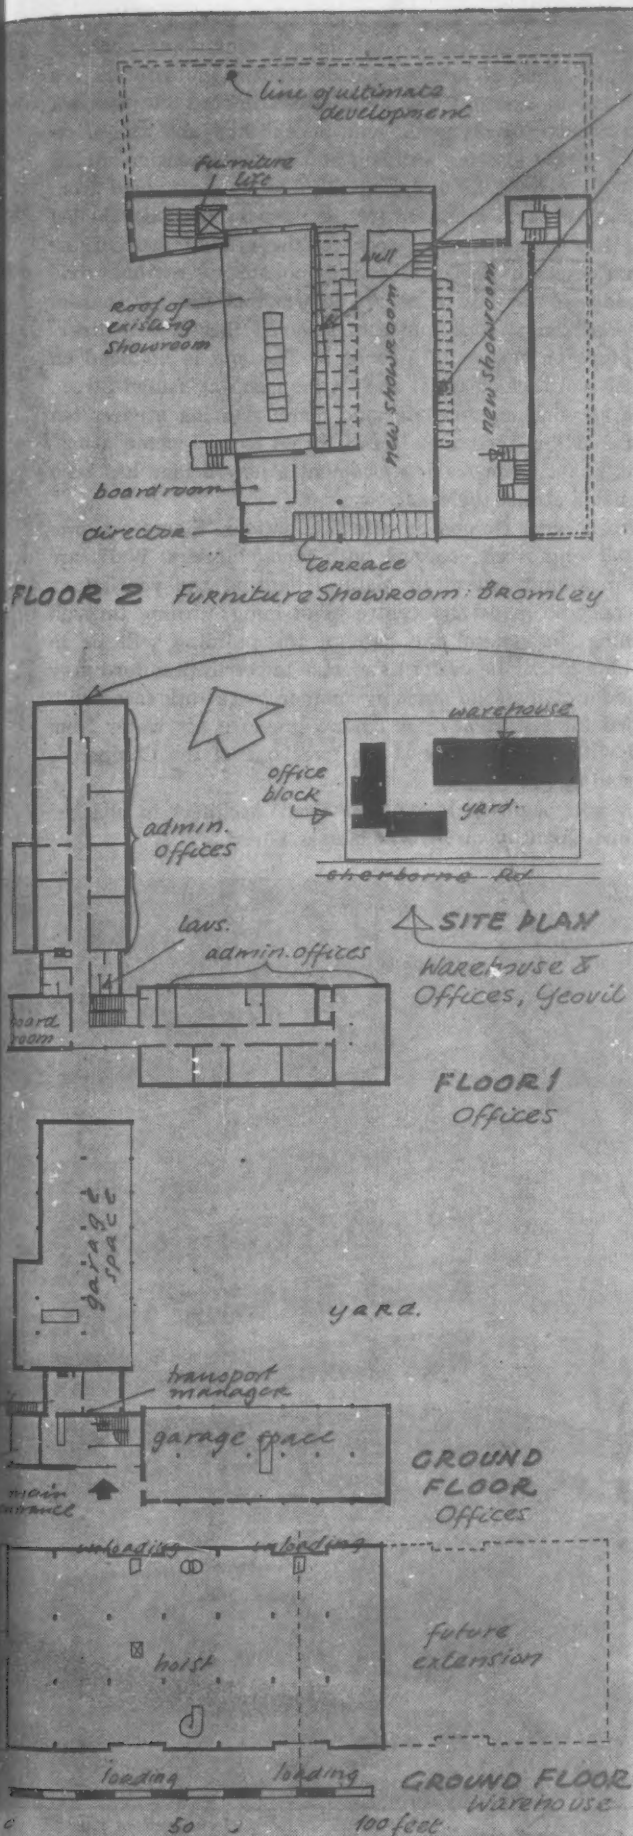 line of ultimate
development
furniture
lift
well
Roof of
existing
showroom
new showroom
new showroom
boardroom
director
terrace
FLOOR 2 Furniture Showroom: Bromley
warehouse
office
block
yard.
admin.
offices
sherborne Rd
lavs.
SITE PLAN
admin. offices
Warehouse &
Offices, Yeovil
board
room
FLOOR 1
Offices
garage
space
yard.
transport
manager
garage space
GROUND
FLOOR
Offices
main
entrance
unloading unloading
future
extension
hoist
loading loading
GROUND FLOOR
Warehouse
0 50 100 feet